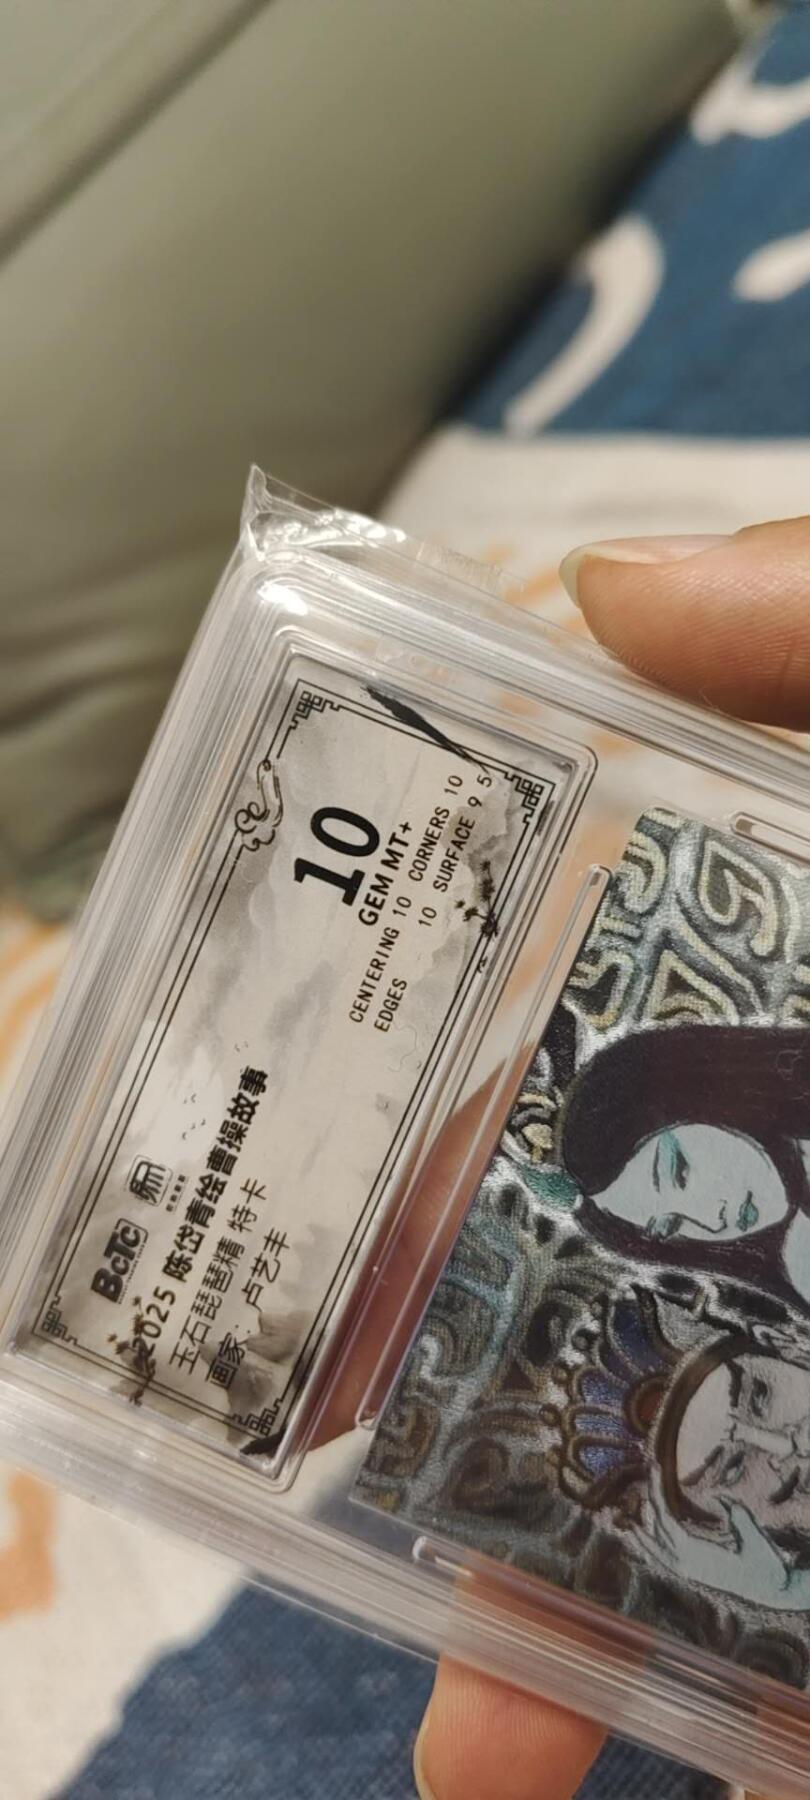 BCTC
2025 陈岱青绘曹操故事
玉石琵琶精 特卡
画家：卢艺丰
10
GEM MT+
CENTERING 10 CORNERS 10
EDGES 10 SURFACE 9 5